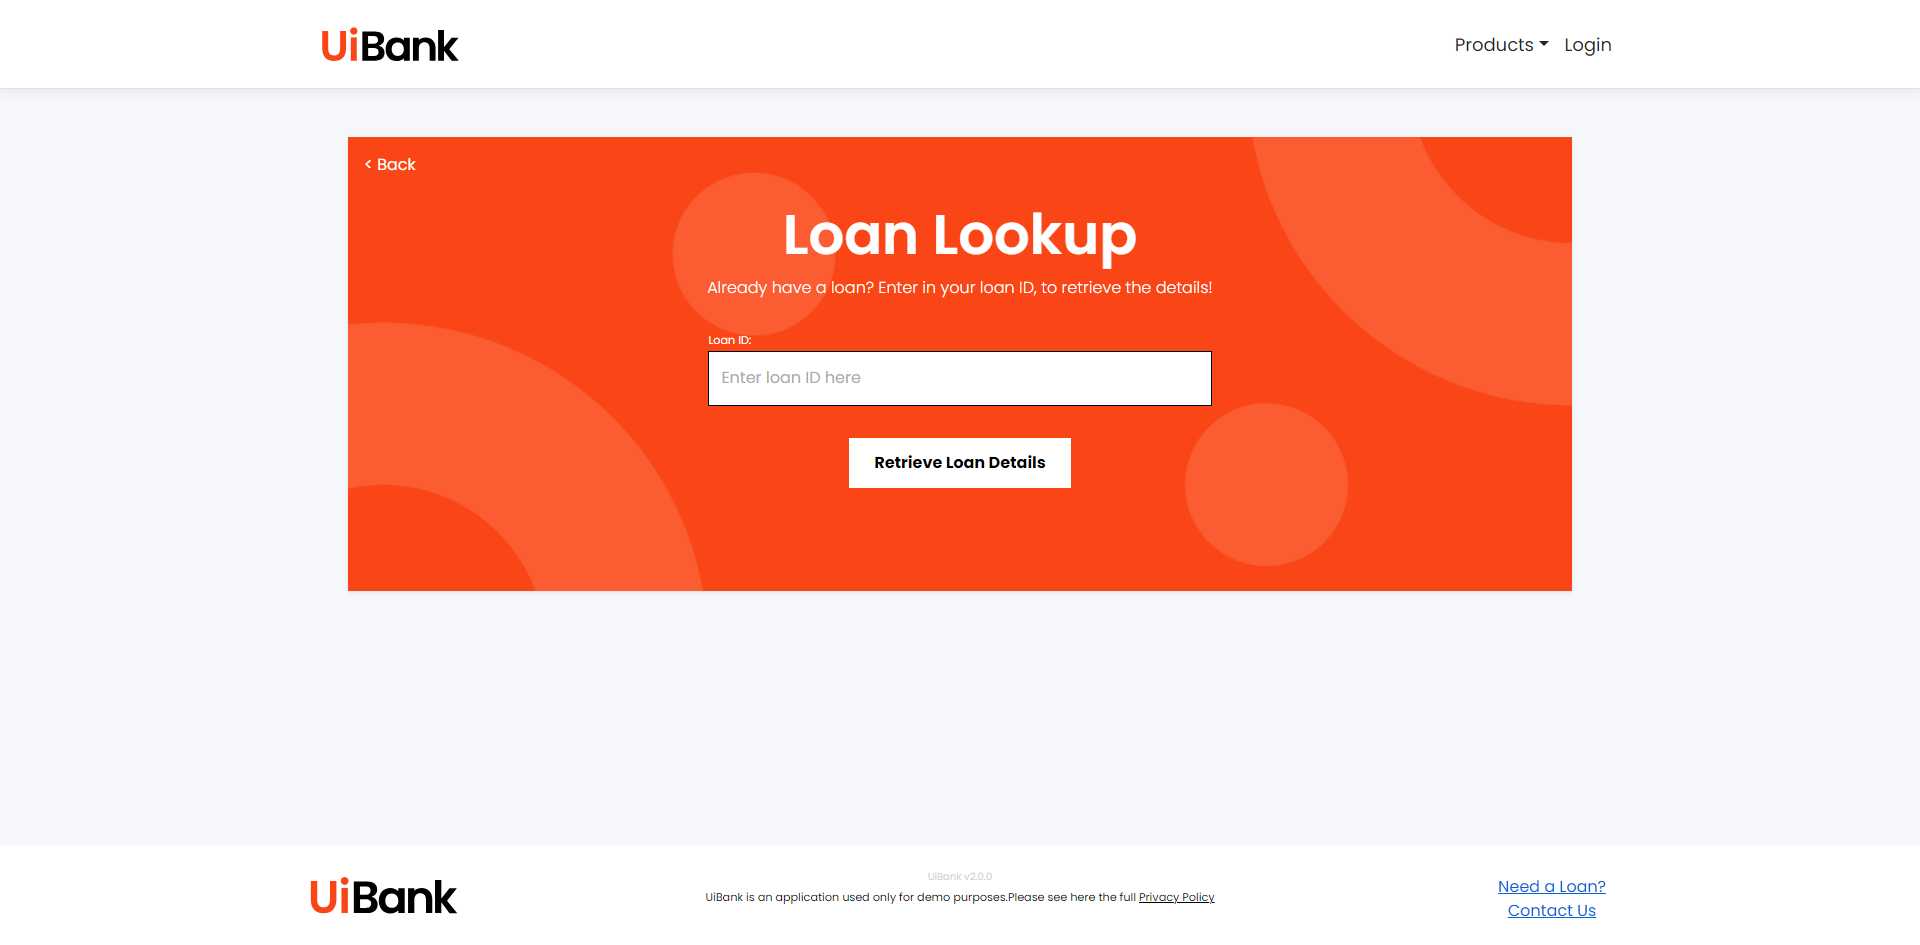 UiBank
Products
Login
< Back
Loan Lookup
Already have a loan? Enter in your loan ID, to retrieve the details!
Loan ID:
Enter loan ID here
Retrieve Loan Details
UiBank
UiBank v2.0.0
UiBank is an application used only for demo purposes.Please see here the full Privacy Policy
Need a Loan?
Contact Us